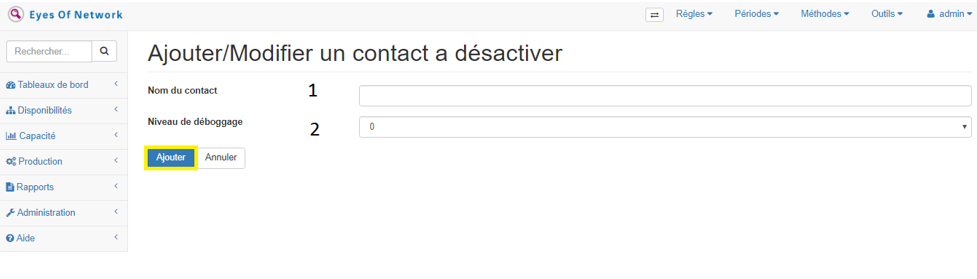 Eyes Of Network
Règles Périodes Méthodes Outils admin
Rechercher...
Ajouter/Modifier un contact a désactiver
Tableaux de bord
Nom du contact 1
Disponibilités
Niveau de déboggage 2 0
Capacité
Ajouter Annuler
Production
Rapports
Administration
Aide